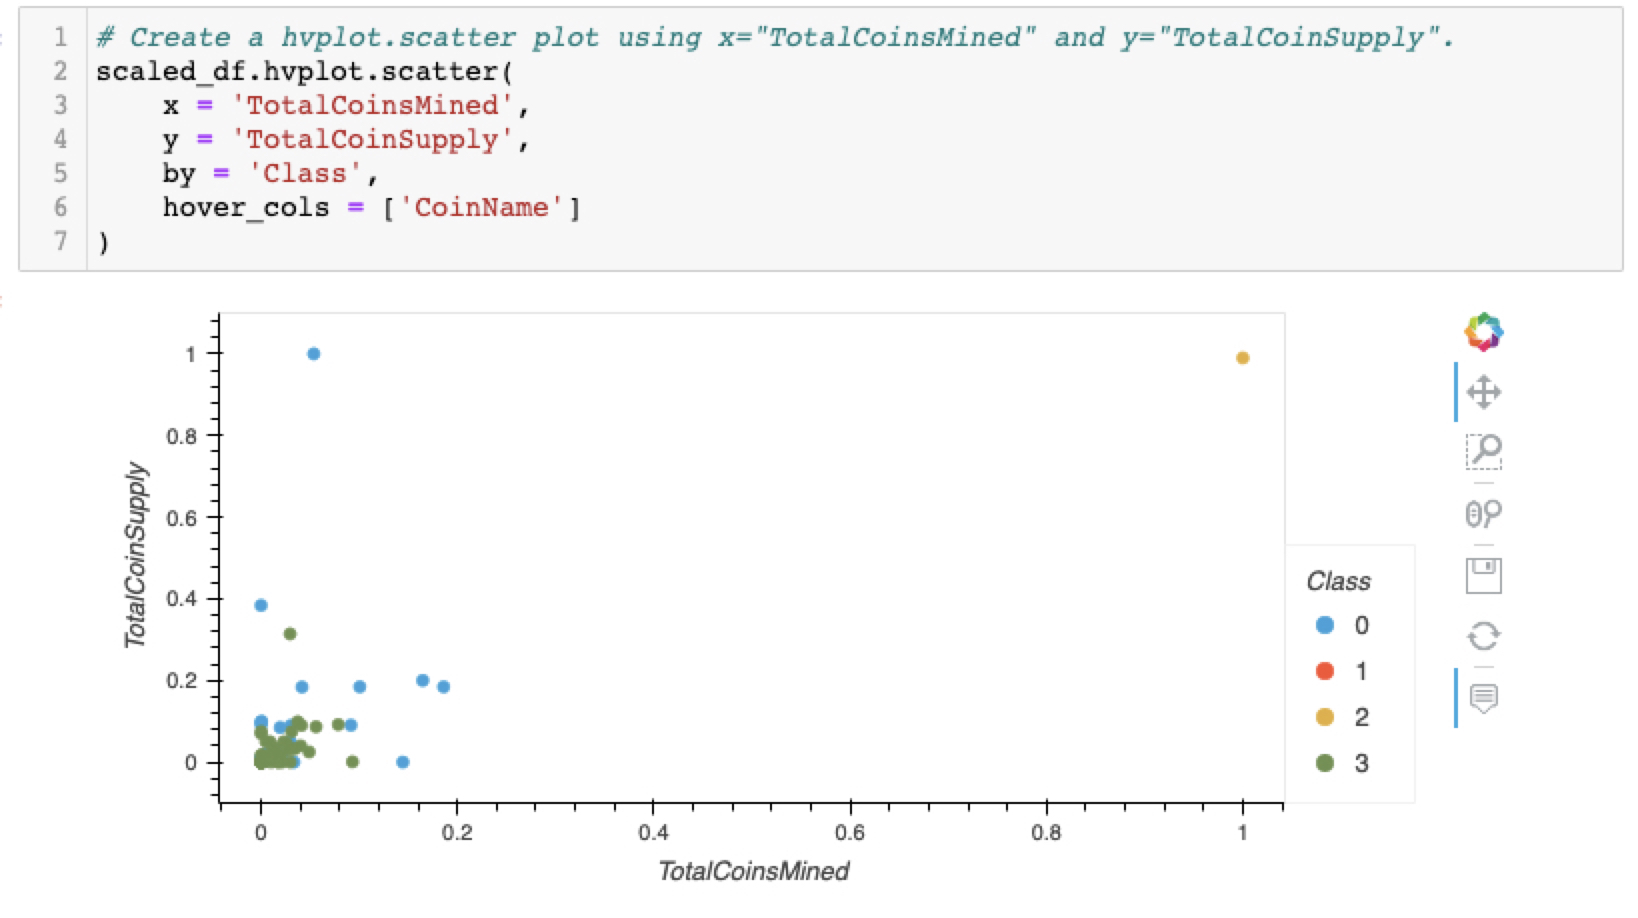 1 # Create a hvplot.scatter plot using x="TotalCoinsMined" and y="TotalCoinSupply".
2 scaled_df.hvplot.scatter(
3     x = 'TotalCoinsMined',
4     y = 'TotalCoinSupply',
5     by = 'Class',
6     hover_cols = ['CoinName']
7 )
TotalCoinSupply
1
0.8
0.6
0.4
0.2
0
0 0.2 0.4 0.6 0.8 1
TotalCoinsMined
Class
0
1
2
3